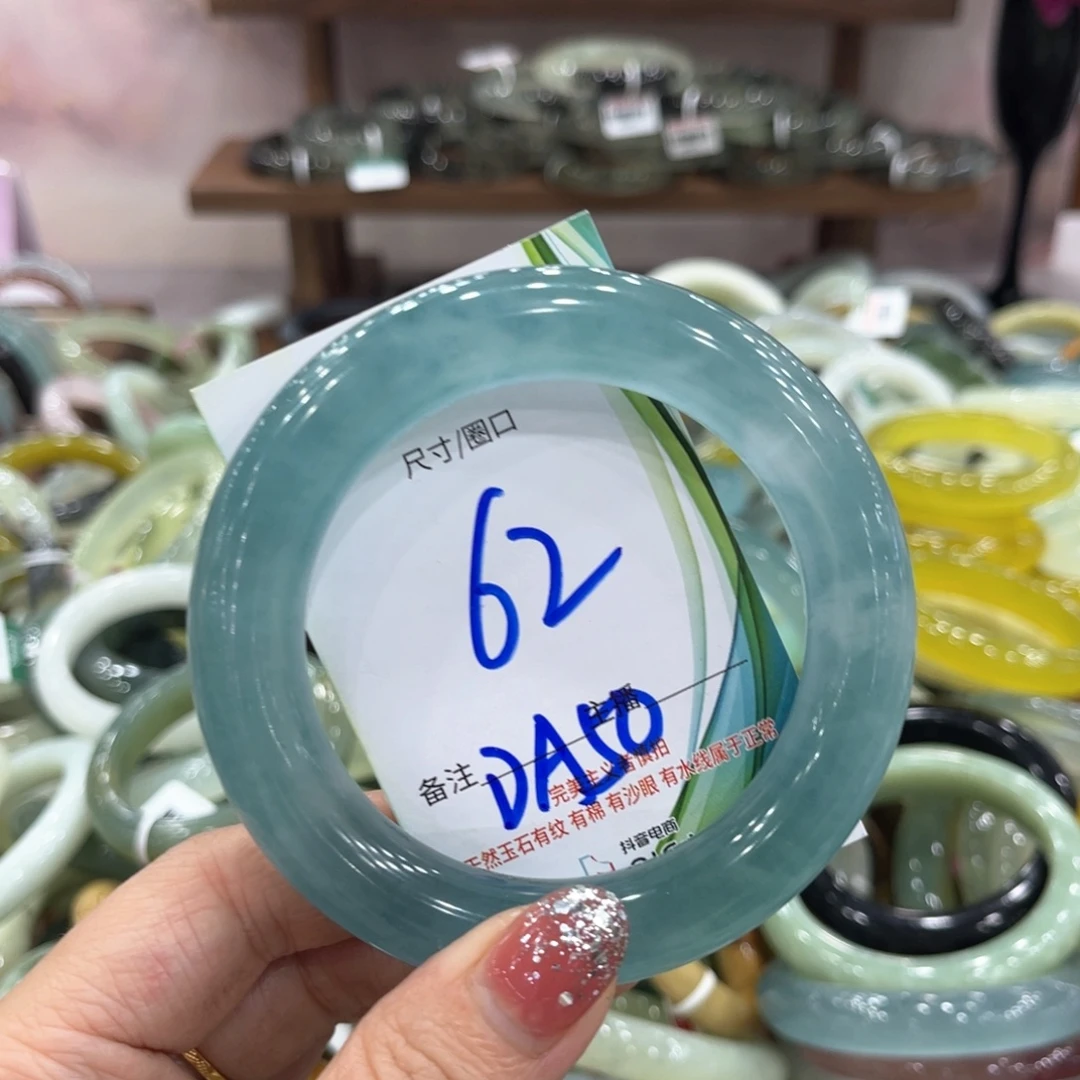 尺寸/圈口
62
主播
备注 DA50
完美主义者慎拍
天然玉石有纹 有棉 有沙眼 有水线属于正常
抖音电商